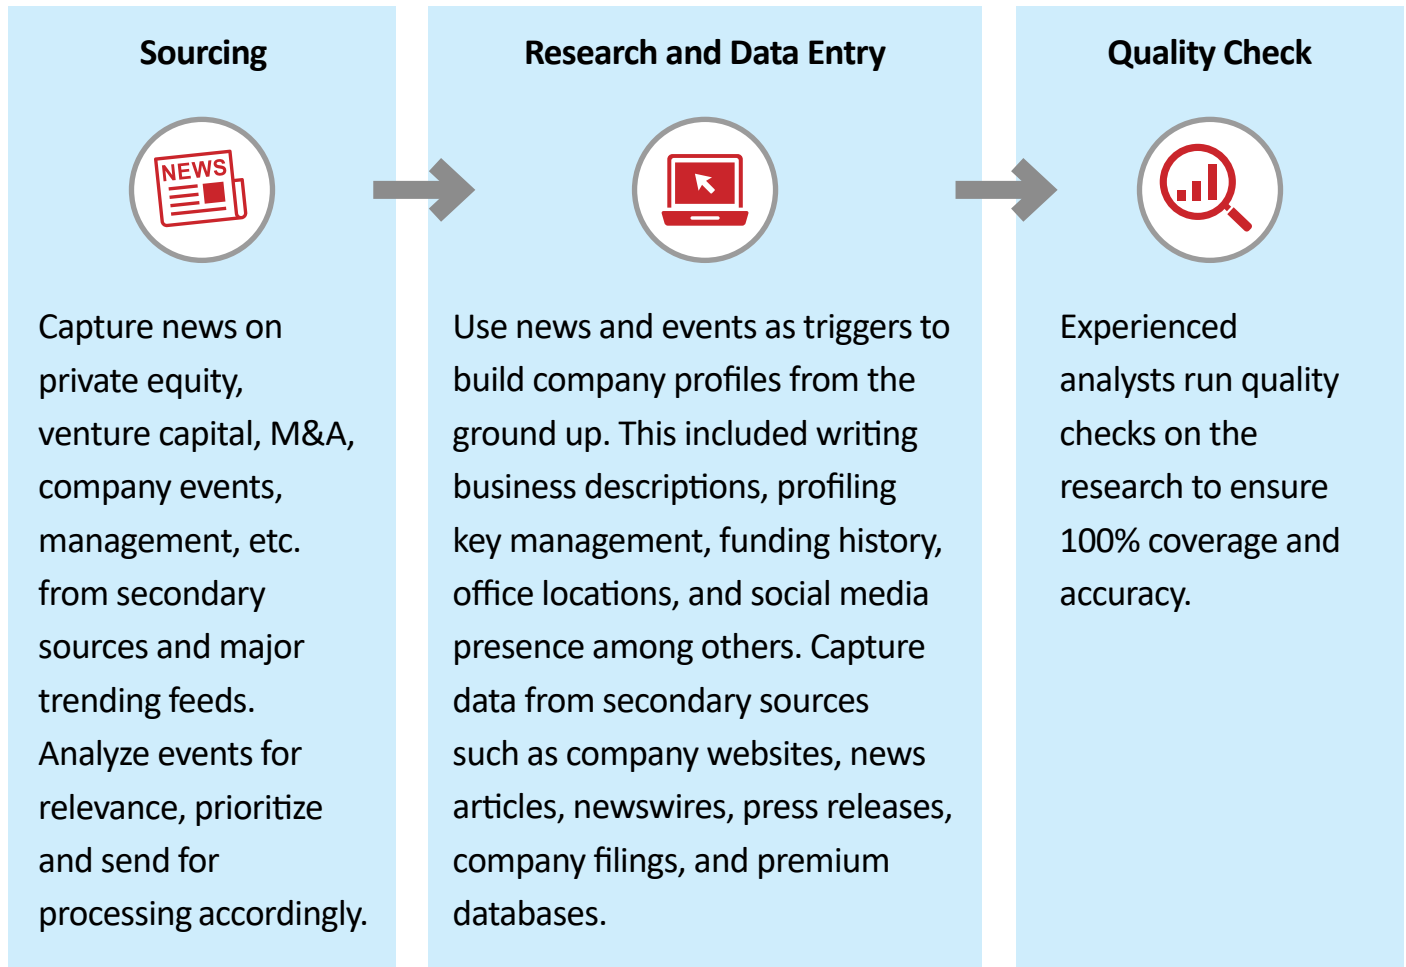 Sourcing
NEWS
Capture news on
private equity,
venture capital, M&A,
company events,
management, etc.
from secondary
sources and major
trending feeds.
Analyze events for
relevance, prioritize
and send for
processing accordingly.
Research and Data Entry
Use news and events as triggers to
build company profiles from the
ground up. This included writing
business descriptions, profiling
key management, funding history,
office locations, and social media
presence among others. Capture
data from secondary sources
such as company websites, news
articles, newswires, press releases,
company filings, and premium
databases.
Quality Check
Experienced
analysts run quality
checks on the
research to ensure
100% coverage and
accuracy.